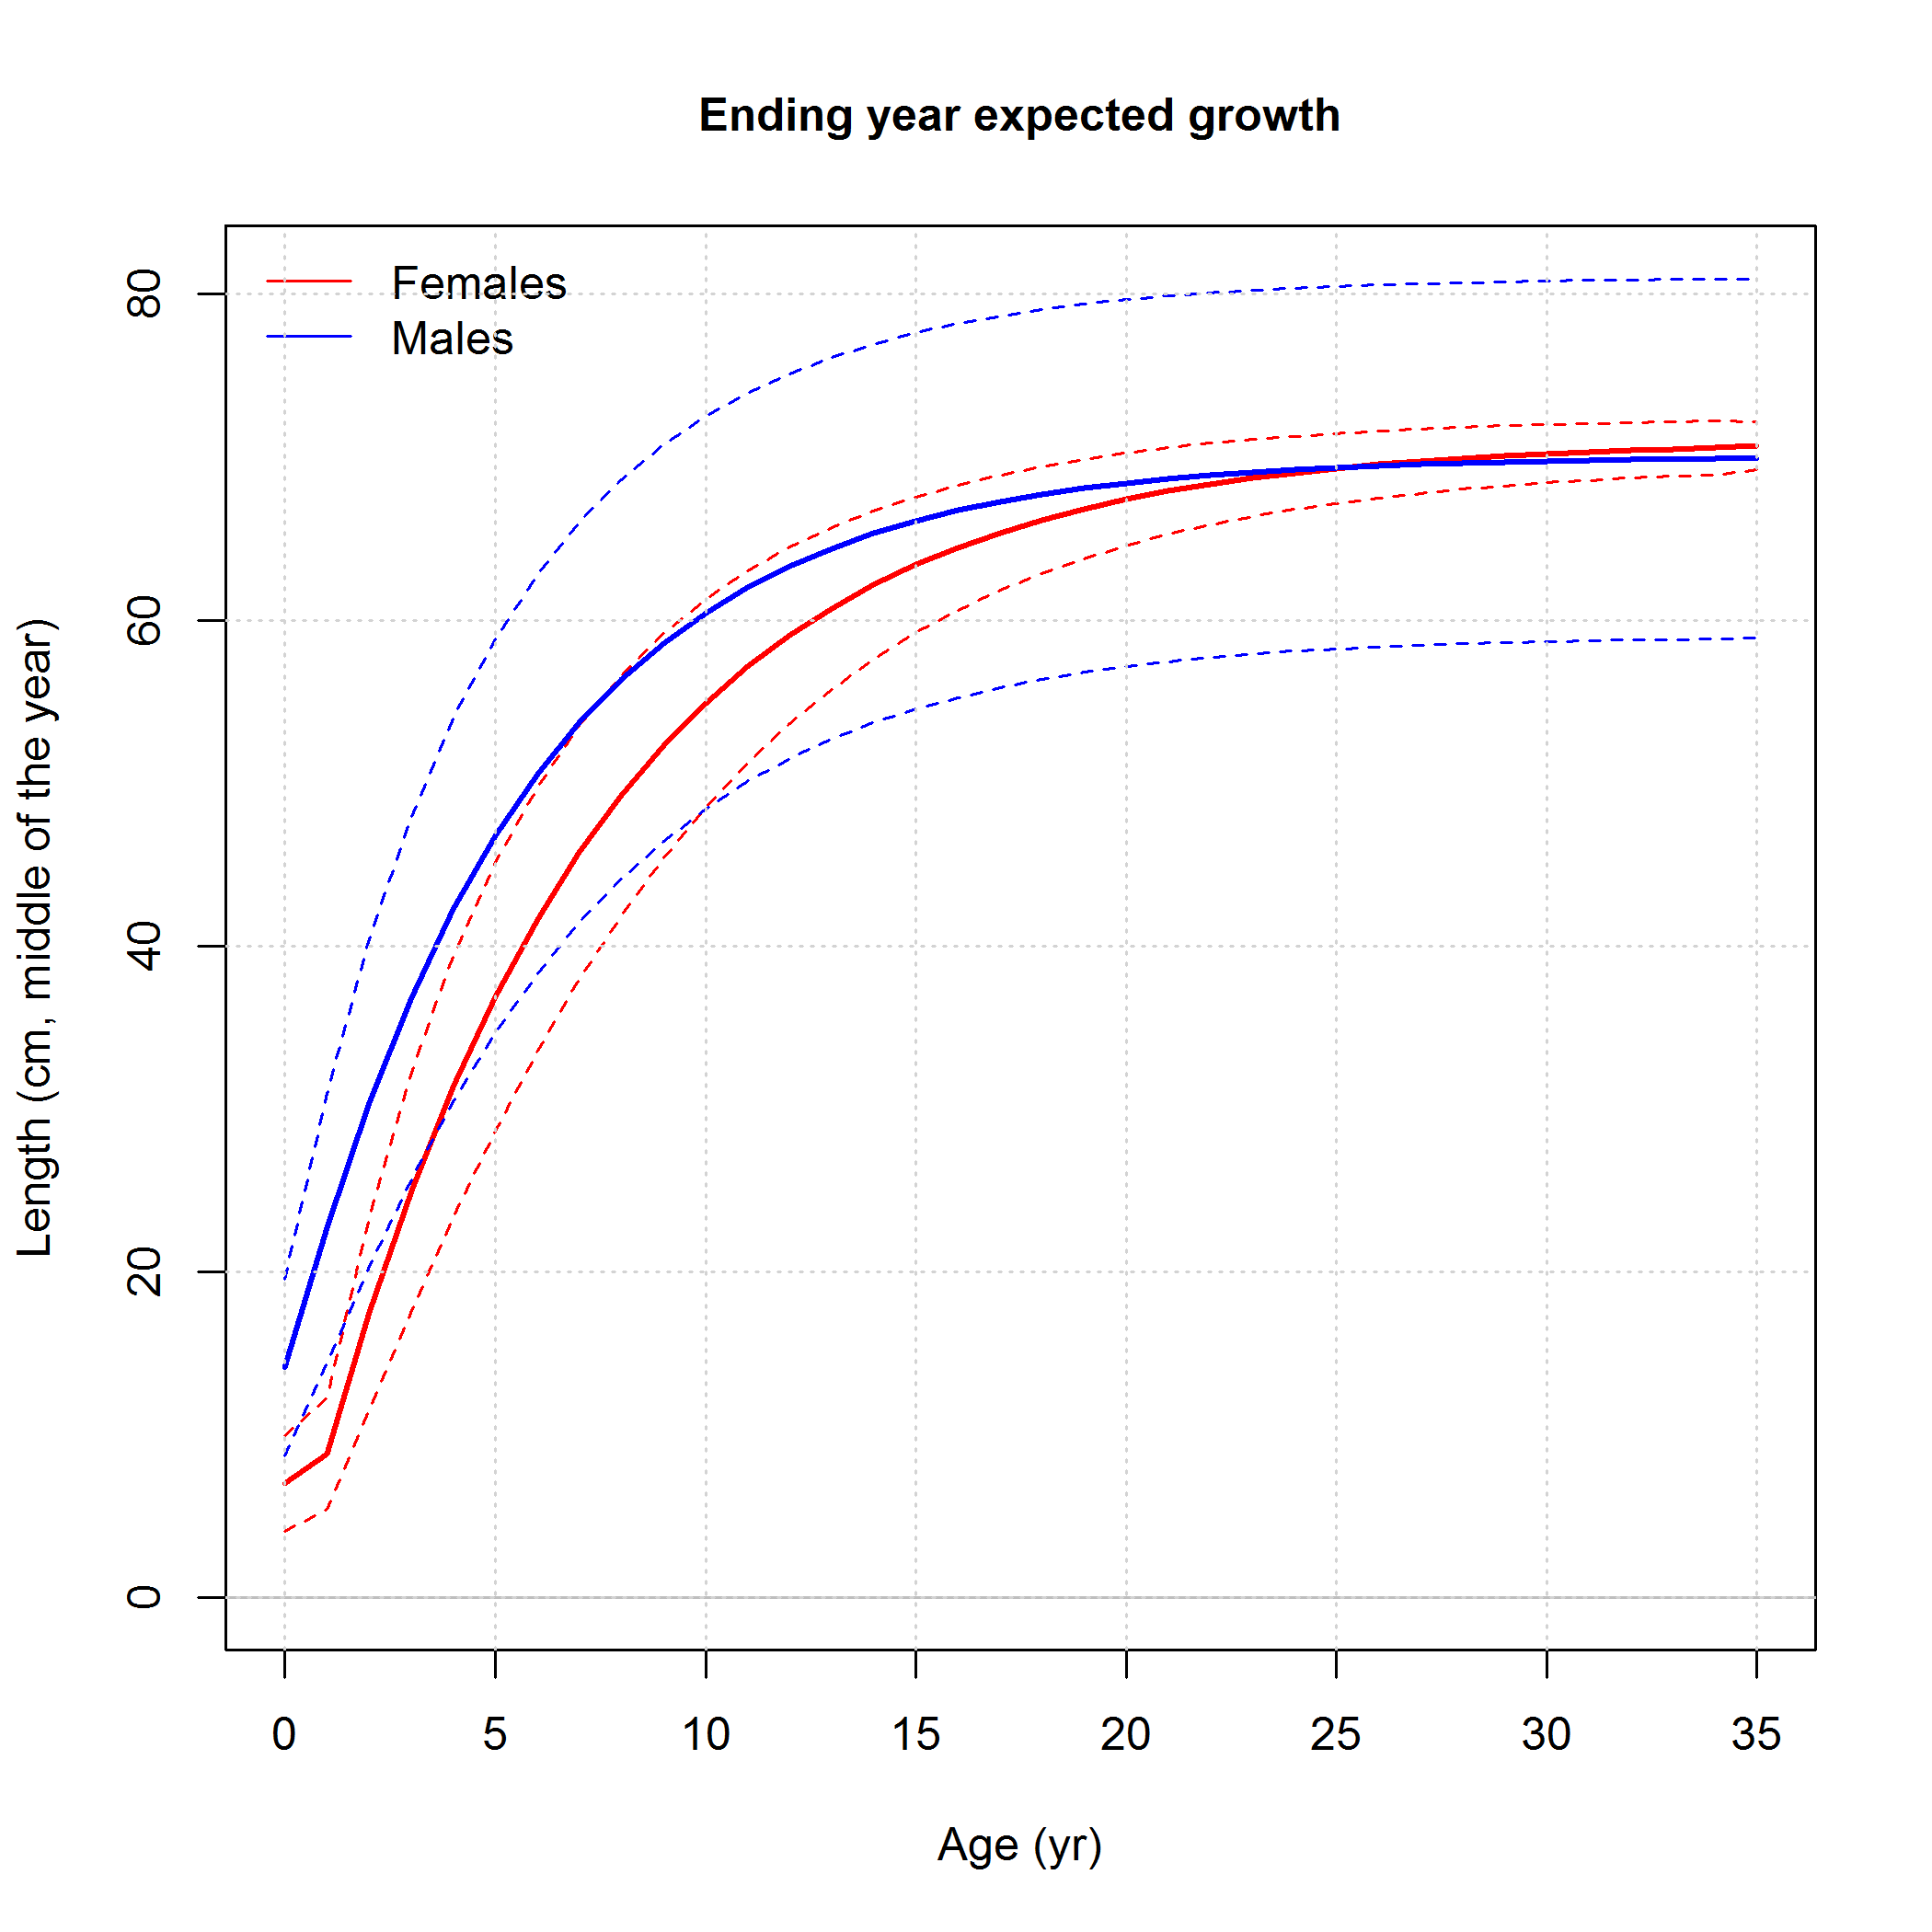 Ending year expected growth
Females
Males
Length (cm, middle of the year)
80
60
40
20
0
0 5 10 15 20 25 30 35
Age (yr)